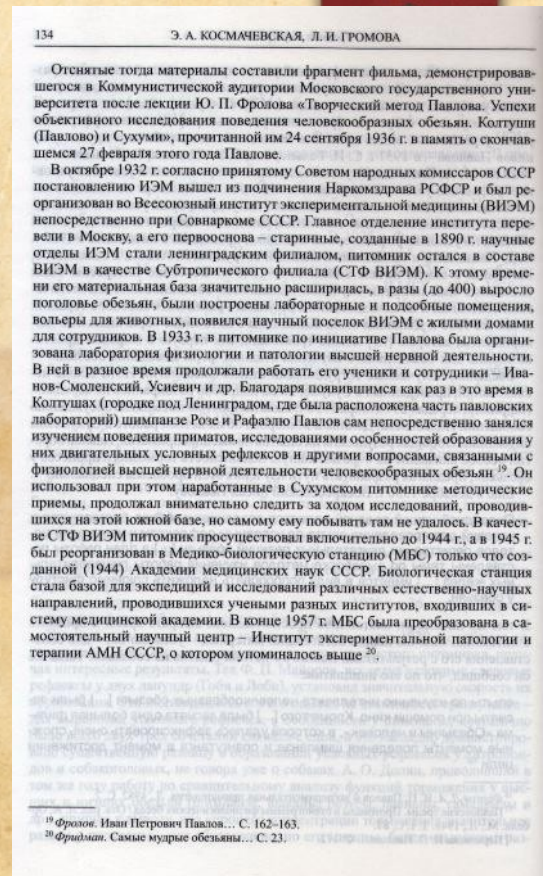 134
Э. А. КОСМАЧЕВСКАЯ, Л. И. ГРОМОВА
Отснятые тогда материалы составили фрагмент фильма, демонстрировав-
шегося в Коммунистической аудитории Московского государственного уни-
верситета после лекции Ю. П. Фролова «Творческий метод Павлова. Успехи
объективного исследования поведения человекообразных обезьян. Колтуши
(Павлово) и Сухуми», прочитанной им 24 сентября 1936 г. в память о скончав-
шемся 27 февраля этого года Павлове.
В октябре 1932 г. согласно принятому Советом народных комиссаров СССР
постановлению ИЭМ вышел из подчинения Наркомздрава РСФСР и был ре-
организован во Всесоюзный институт экспериментальной медицины (ВИЭМ)
непосредственно при Совнаркоме СССР. Главное отделение института пере-
вели в Москву, а его первооснова – старинные, созданные в 1890 г. научные
отделы ИЭМ стали ленинградским филиалом, питомник остался в составе
ВИЭМ в качестве Субтропического филиала (СТФ ВИЭМ). К этому време-
ни его материальная база значительно расширилась, в разы (до 400) выросло
поголовье обезьян, были построены лабораторные и подсобные помещения,
вольеры для животных, появился научный поселок ВИЭМ с жилыми домами
для сотрудников. В 1933 г. в питомнике по инициативе Павлова была органи-
зована лаборатория физиологии и патологии высшей нервной деятельности.
В ней в разное время продолжали работать его ученики и сотрудники – Ива-
нов-Смоленский, Усиевич и др. Благодаря появившимся как раз в это время в
Колтушах (городке под Ленинградом, где была расположена часть павловских
лабораторий) шимпанзе Розе и Рафаэлю Павлов сам непосредственно занялся
изучением поведения приматов, исследованиями особенностей образования у
них двигательных условных рефлексов и другими вопросами, связанными с
физиологией высшей нервной деятельности человекообразных обезьян 19. Он
использовал при этом наработанные в Сухумском питомнике методические
приемы, продолжал внимательно следить за ходом исследований, проводив-
шихся на этой южной базе, но самому ему побывать там не удалось. В качест-
ве СТФ ВИЭМ питомник просуществовал включительно до 1944 г., а в 1945 г.
был реорганизован в Медико-биологическую станцию (МБС) только что соз-
данной (1944) Академии медицинских наук СССР. Биологическая станция
стала базой для экспедиций и исследований различных естественно-научных
направлений, проводившихся учеными разных институтов, входивших в си-
стему медицинской академии. В конце 1957 г. МБС была преобразована в са-
мостоятельный научный центр – Институт экспериментальной патологии и
терапии АМН СССР, о котором упоминалось выше 20.
19 Фролов. Иван Петрович Павлов... С. 162–163.
20 Фридман. Самые мудрые обезьяны... С. 23.